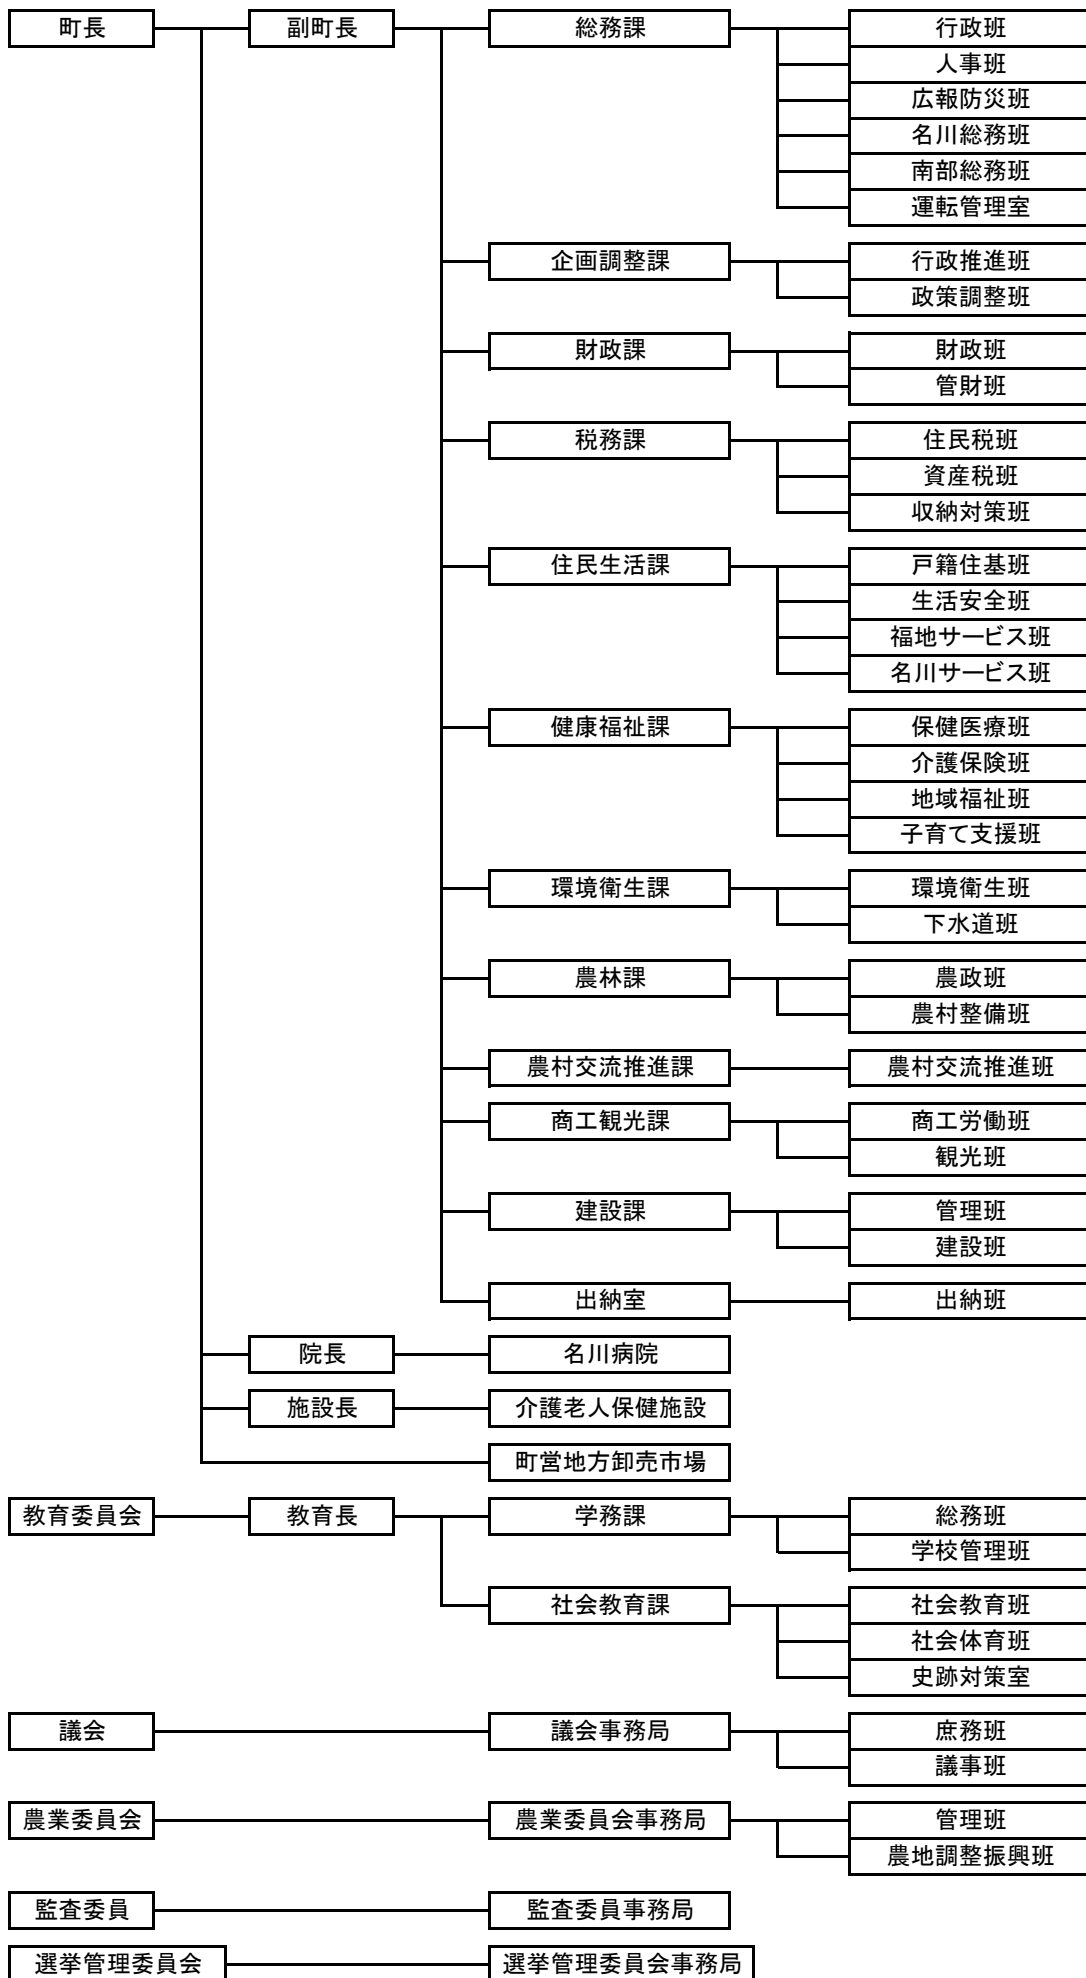 町長 副町長 総務課 行政班
人事班
広報防災班
名川総務班
南部総務班
運転管理室
企画調整課 行政推進班
政策調整班
財政課 財政班
管財班
税務課 住民税班
資産税班
収納対策班
住民生活課 戸籍住基班
生活安全班
福地サービス班
名川サービス班
健康福祉課 保健医療班
介護保険班
地域福祉班
子育て支援班
環境衛生課 環境衛生班
下水道班
農林課 農政班
農村整備班
農村交流推進課 農村交流推進班
商工観光課 商工労働班
観光班
建設課 管理班
建設班
出納室 出納班
院長 名川病院
施設長 介護老人保健施設
町営地方卸売市場
教育委員会 教育長 学務課 総務班
学校管理班
社会教育課 社会教育班
社会体育班
史跡対策室
議会 議会事務局 庶務班
議事班
農業委員会 農業委員会事務局 管理班
農地調整振興班
監査委員 監査委員事務局
選挙管理委員会 選挙管理委員会事務局